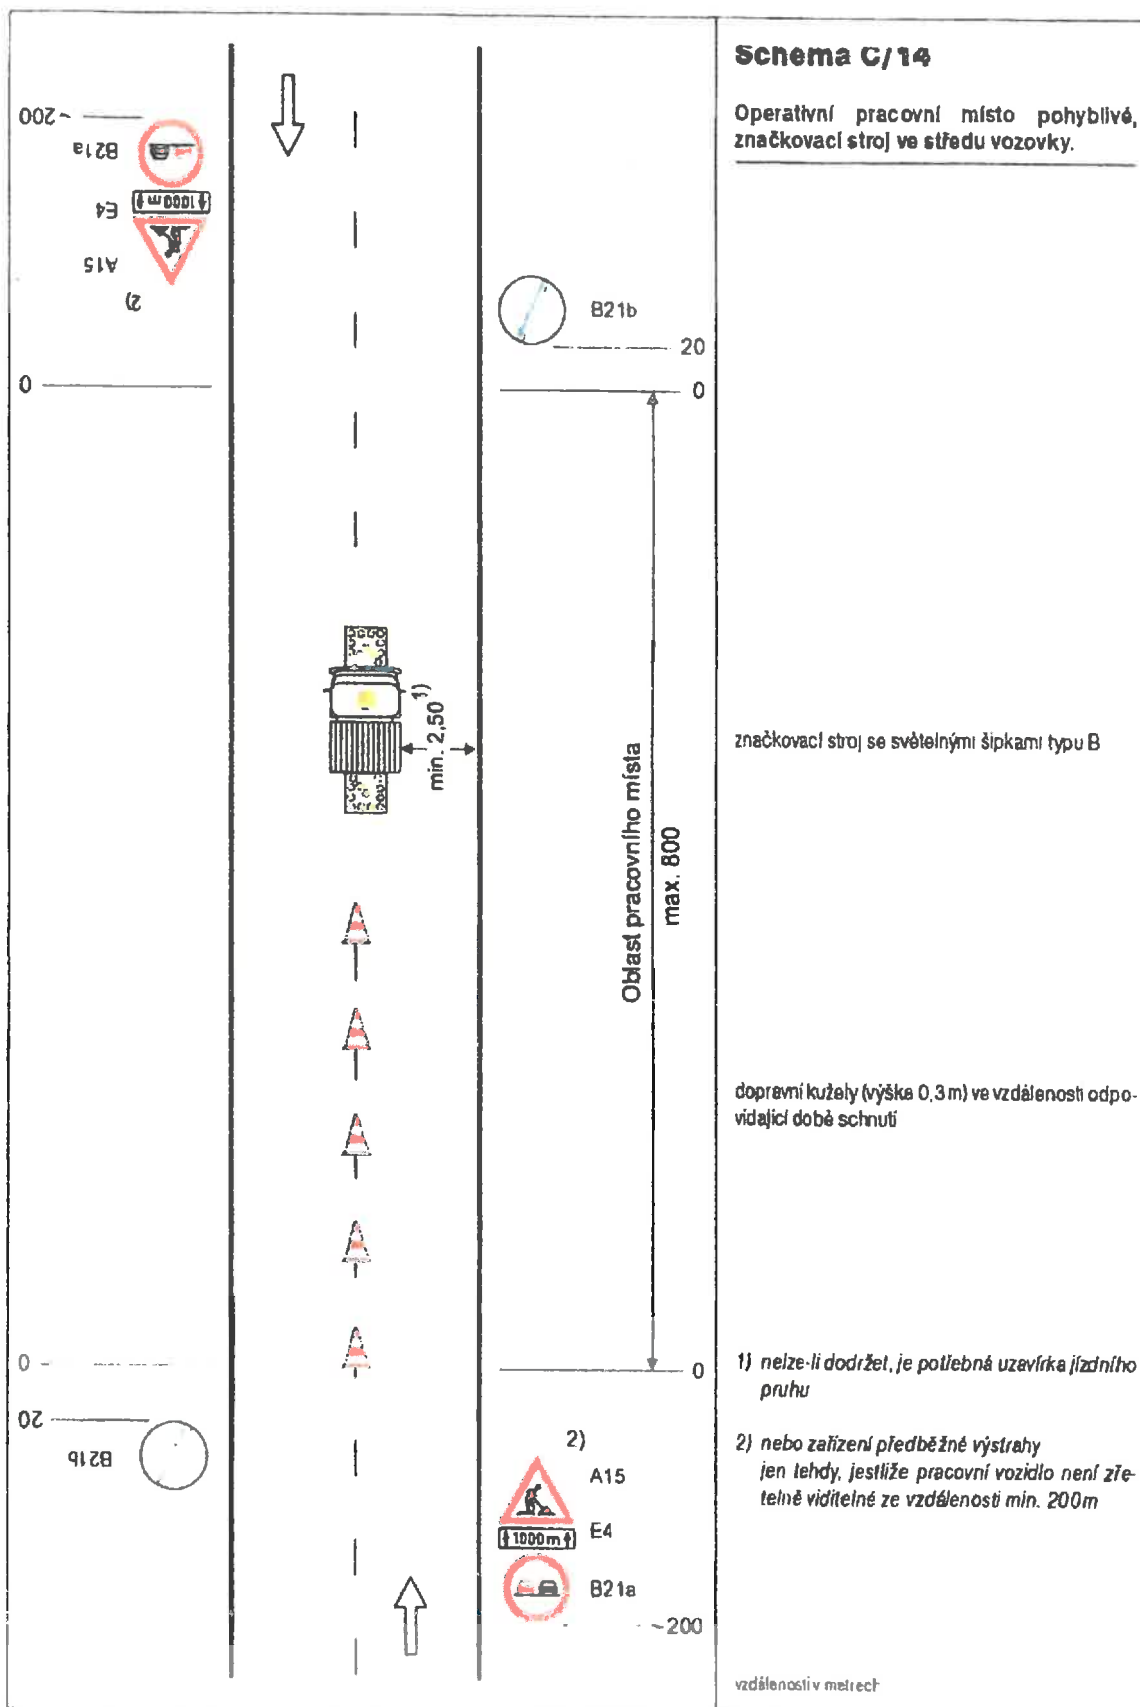 Schema C/14
Operativní pracovní místo pohyblivé,
značkovací stroj ve středu vozovky.
200
B21a
1000 m
E4
A15
2)
0
B21b
20
0
min. 2,50 1)
Oblast pracovního místa
max. 800
značkovací stroj se světelnými šipkami typu B
dopravní kužely (výška 0,3 m) ve vzdálenosti odpo-
vídající době schnutí
0
20
B21b
0
2)
A15
1000 m
E4
B21a
~200
1) nelze-li dodržet, je potřebná uzavírka jízdního
pruhu
2) nebo zařízení předběžné výstrahy
jen tehdy, jestliže pracovní vozidlo není zře-
telně viditelné ze vzdálenosti min. 200m
vzdálenosti v metrech